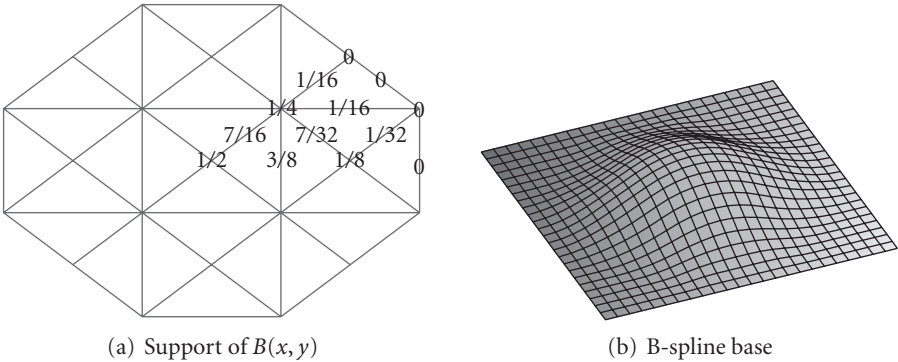 0
1/16 0
1/4 1/16 0
7/16 7/32 1/32
1/2 3/8 1/8 0
(a) Support of B(x, y)
(b) B-spline base